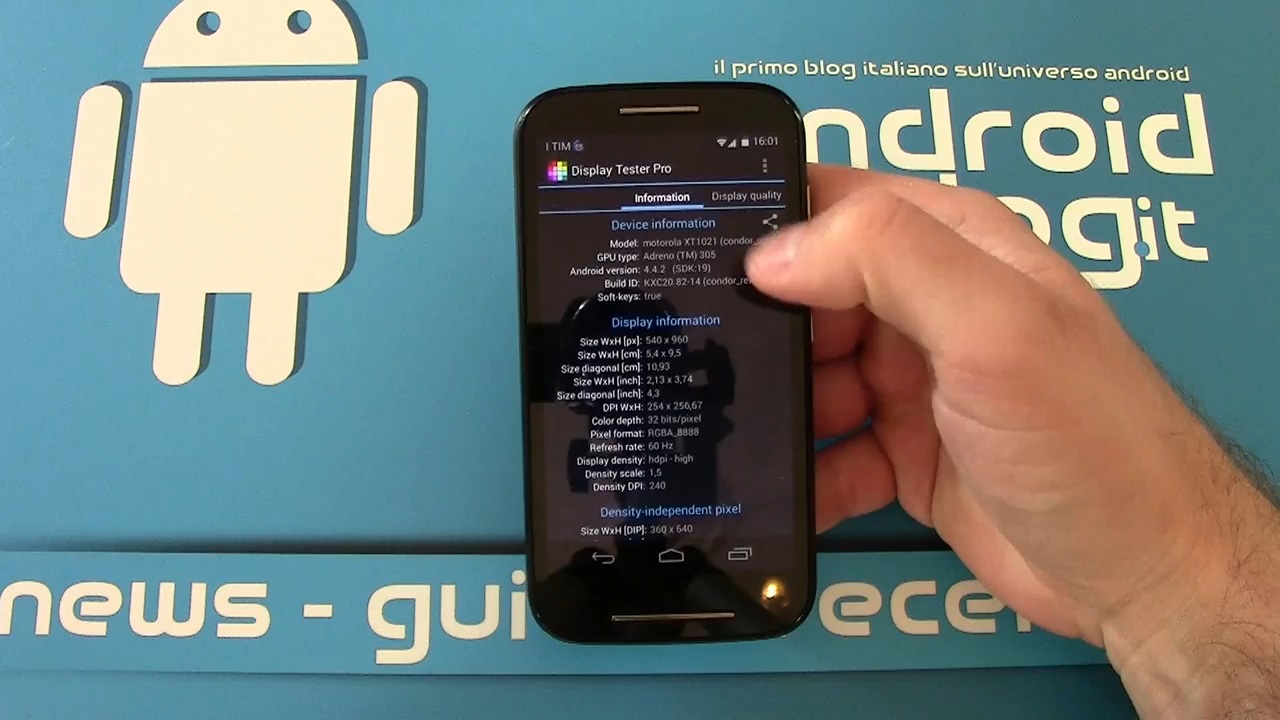 il primo blog italiano sull'universo android
ndroid
og.it
I TIM
16:01
Display Tester Pro
Information
Display quality
Device information
Model: motorola XT1021 (condor_
GPU type: Adreno (TM) 305
Android version: 4.4.2 (SDK:19)
Build ID: KXC20.82-14 (condor_re
Soft-keys: true
Display information
Size WxH [px]: 540 x 960
Size WxH [cm]: 5,4 x 9,5
Size diagonal [cm]: 10,93
Size WxH [inch]: 2,13 x 3,74
Size diagonal [inch]: 4,3
DPI WxH: 254 x 256,67
Color depth: 32 bits/pixel
Pixel format: RGBA_8888
Refresh rate: 60 Hz
Display density: hdpi - high
Density scale: 1,5
Density DPI: 240
Density-independent pixel
Size WxH [DIP]: 360 x 640
news - gui ecen